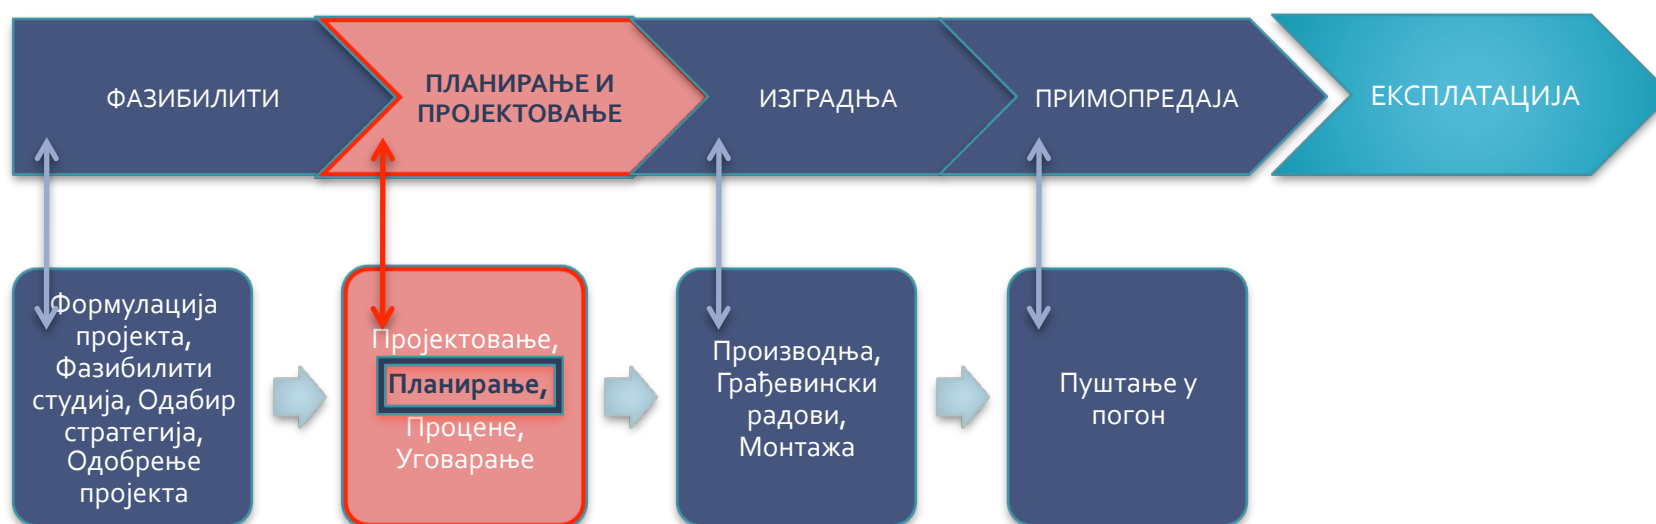 ФАЗИБИЛИТИ
ПЛАНИРАЊЕ И
ПРОЈЕКТОВАЊЕ
ИЗГРАДЊА
ПРИМОПРЕДАЈА
ЕКСПЛАТАЦИЈА
Формулација
пројекта,
Фазибилити
студија, Одабир
стратегија,
Одобрење
пројекта
Пројектовање,
Планирање,
Процене,
Уговарање
Производња,
Грађевински
радови,
Монтажа
Пуштање у
погон